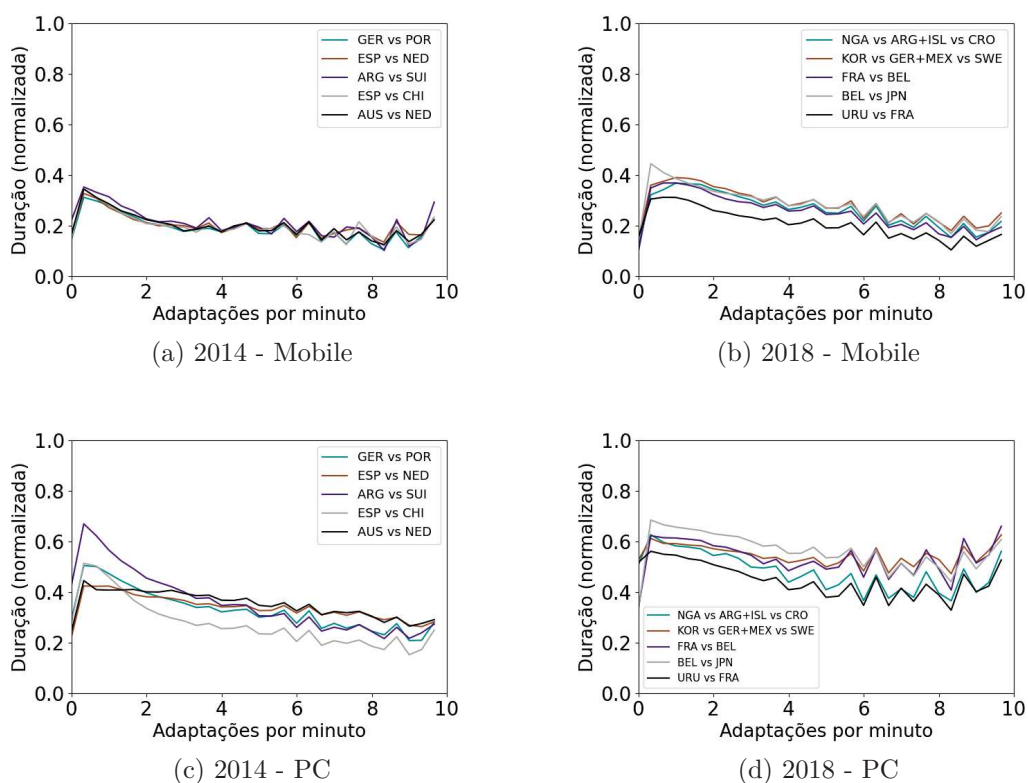 1.0
0.8
0.6
0.4
0.2
0.0
Duração (normalizada)
GER vs POR
ESP vs NED
ARG vs SUI
ESP vs CHI
AUS vs NED
0 2 4 6 8 10
Adaptações por minuto
(a) 2014 - Mobile
1.0
0.8
0.6
0.4
0.2
0.0
Duração (normalizada)
NGA vs ARG+ISL vs CRO
KOR vs GER+MEX vs SWE
FRA vs BEL
BEL vs JPN
URU vs FRA
0 2 4 6 8 10
Adaptações por minuto
(b) 2018 - Mobile
1.0
0.8
0.6
0.4
0.2
0.0
Duração (normalizada)
GER vs POR
ESP vs NED
ARG vs SUI
ESP vs CHI
AUS vs NED
0 2 4 6 8 10
Adaptações por minuto
(c) 2014 - PC
1.0
0.8
0.6
0.4
0.2
0.0
Duração (normalizada)
NGA vs ARG+ISL vs CRO
KOR vs GER+MEX vs SWE
FRA vs BEL
BEL vs JPN
URU vs FRA
0 2 4 6 8 10
Adaptações por minuto
(d) 2018 - PC